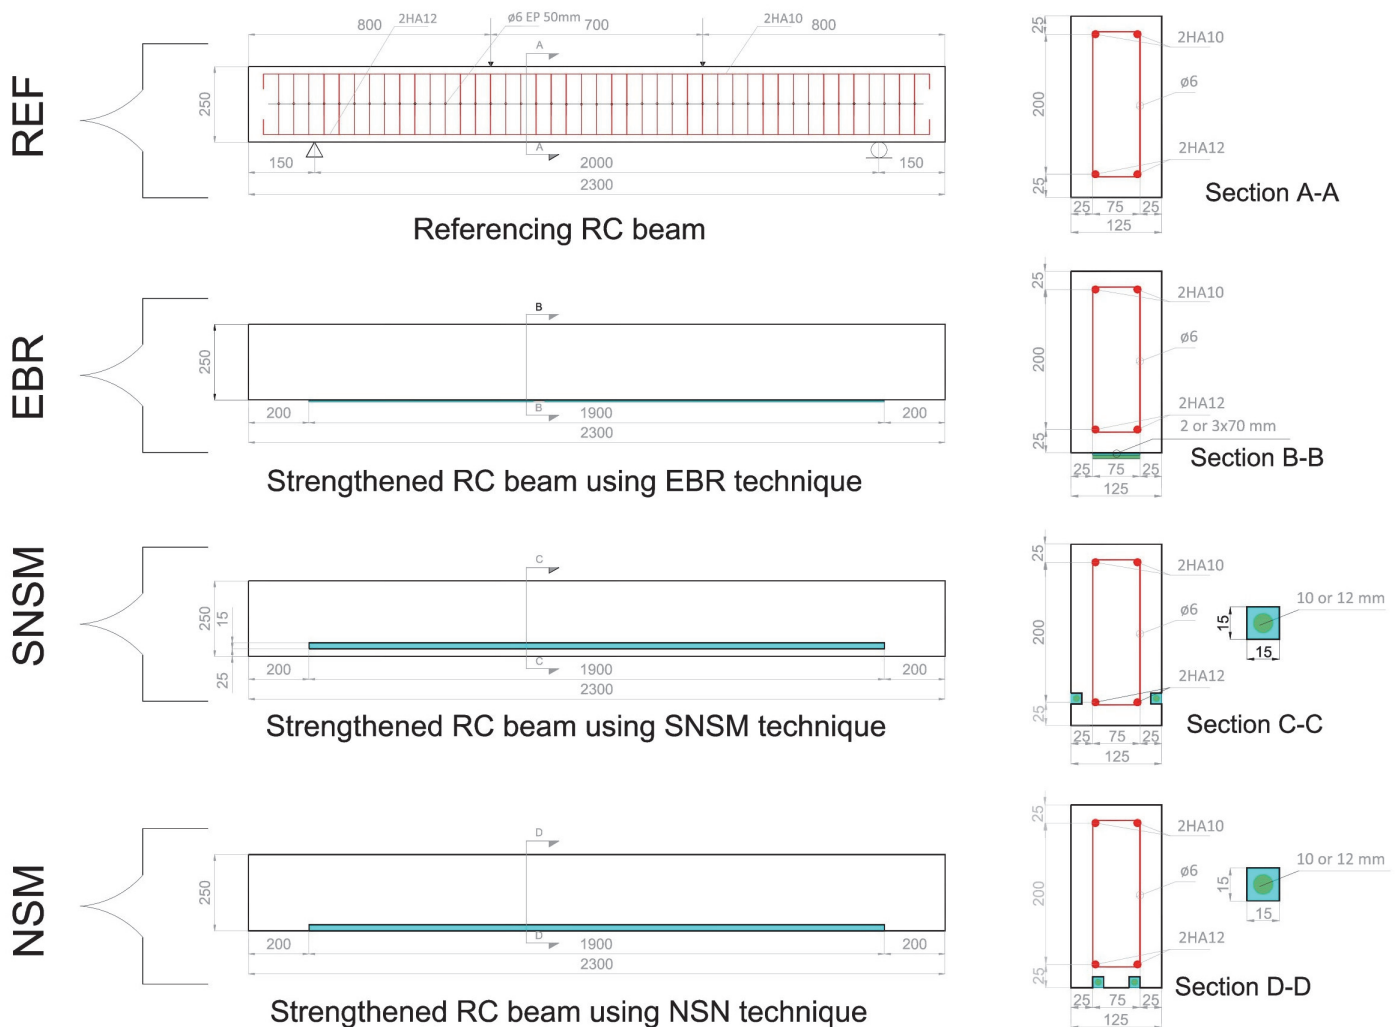 REF
800
2HA12
ø6 EP 50mm
700
2HA10
800
A
250
A
150
2000
150
2300
Referencing RC beam
25
200
25
2HA10
ø6
2HA12
25
75
25
125
Section A-A
EBR
B
250
B
200
1900
200
2300
Strengthened RC beam using EBR technique
25
200
25
2HA10
ø6
2HA12
2 or 3x70 mm
25
75
25
125
Section B-B
SNSM
C
250
15
25
C
200
1900
200
2300
Strengthened RC beam using SNSM technique
25
200
25
2HA10
ø6
2HA12
25
75
25
125
10 or 12 mm
15
15
Section C-C
NSM
D
250
D
200
1900
200
2300
Strengthened RC beam using NSN technique
25
200
25
2HA10
ø6
2HA12
25
75
25
125
10 or 12 mm
15
15
Section D-D